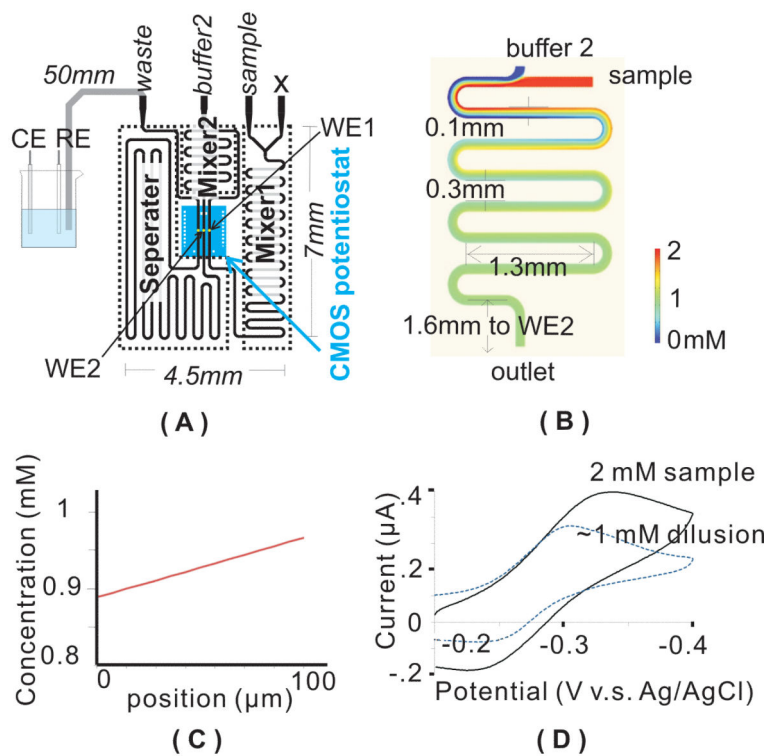 50mm
waste
buffer2
sample
X
CE RE
WE1
Mixer2
Seperater
Mixer1
7mm
CMOS potentiostat
WE2
4.5mm
(A)
buffer 2
sample
0.1mm
0.3mm
1.3mm
1.6mm to WE2
outlet
2
1
0 mM
(B)
Concentration (mM)
1
0.9
0.8
0
100
position (µm)
(C)
Current (µA)
.4
.2
0
-.2
2 mM sample
~1 mM dilusion
-0.2
-0.3
-0.4
Potential (V v.s. Ag/AgCl)
(D)